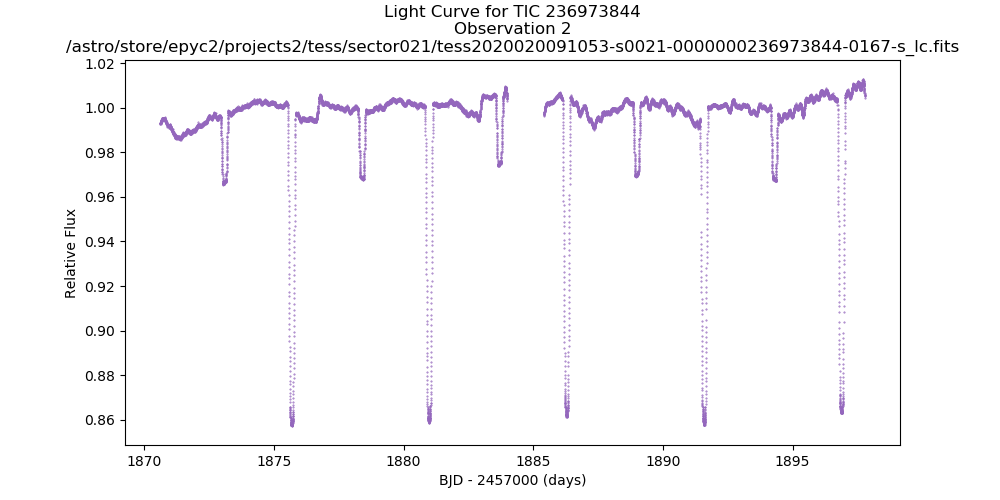 Light Curve for TIC 236973844
Observation 2
/astro/store/epyc2/projects2/tess/sector021/tess2020020091053-s0021-0000000236973844-0167-s_lc.fits
1.02
1.00
0.98
0.96
0.94
0.92
0.90
0.88
0.86
Relative Flux
1870 1875 1880 1885 1890 1895
BJD - 2457000 (days)